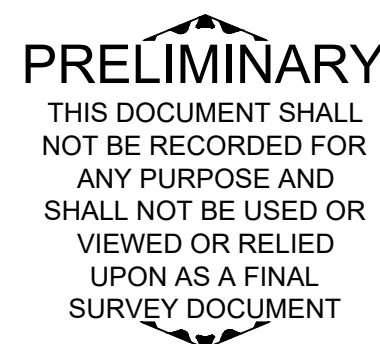 PRELIMINARY
THIS DOCUMENT SHALL
NOT BE RECORDED FOR
ANY PURPOSE AND
SHALL NOT BE USED OR
VIEWED OR RELIED
UPON AS A FINAL
SURVEY DOCUMENT